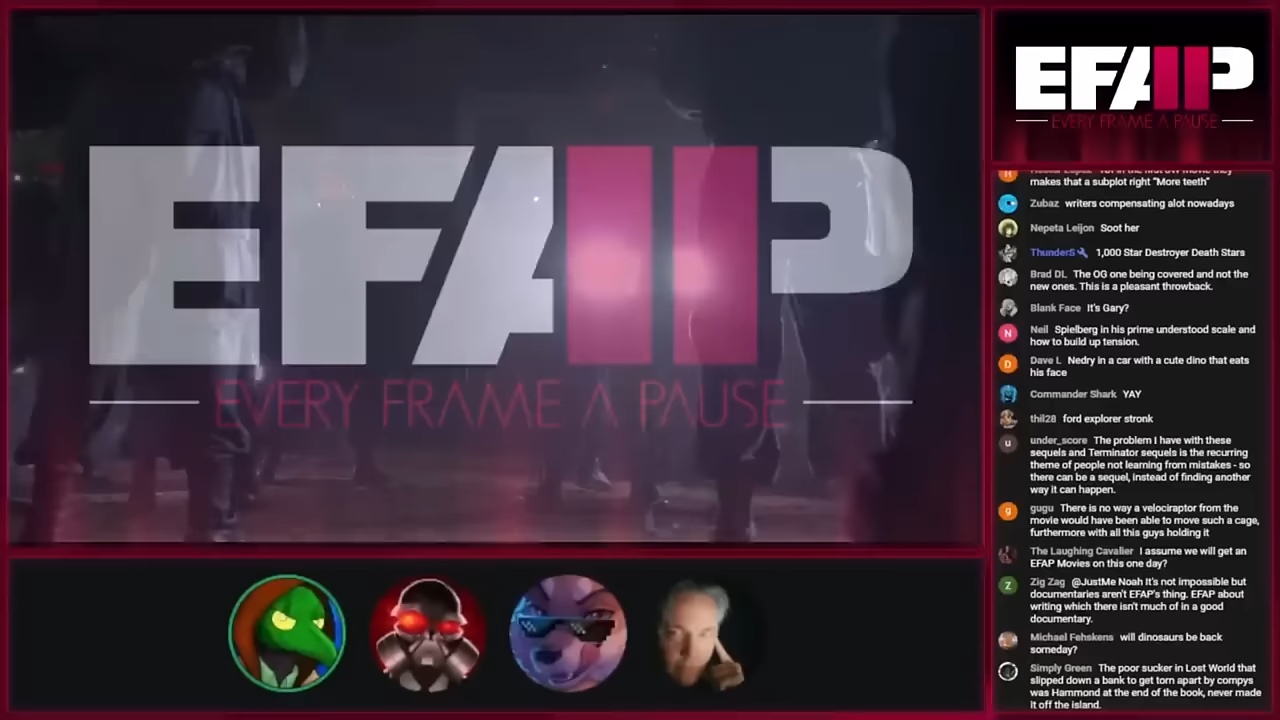 EFAP
EVERY FRAME A PAUSE
EFAP
EVERY FRAME A PAUSE
makes that a subplot right "More teeth"
Zubaz writers compensating alot nowadays
Nepeta Leijon Soot her
ThunderS 1,000 Star Destroyer Death Stars
Brad DL The OG one being covered and not the
new ones. This is a pleasant throwback.
Blank Face It's Gary?
N Neil Spielberg in his prime understood scale and
how to build up tension.
D Dave L Nedry in a car with a cute dino that eats
his face
Commander Shark YAY
thil28 ford explorer stronk
u under_score The problem I have with these
sequels and Terminator sequels is the recurring
theme of people not learning from mistakes - so
there can be a sequel, instead of finding another
way it can happen.
g gugu There is no way a velociraptor from the
movie would have been able to move such a cage,
furthermore with all this guys holding it
The Laughing Cavalier I assume we will get an
EFAP Movies on this one day?
Z Zig Zag @JustMe Noah It's not impossible but
documentaries aren't EFAP's thing. EFAP about
writing which there isn't much of in a good
documentary.
Michael Fehskens will dinosaurs be back
someday?
Simply Green The poor sucker in Lost World that
slipped down a bank to get torn apart by compys
was Hammond at the end of the book, never made
it off the island.